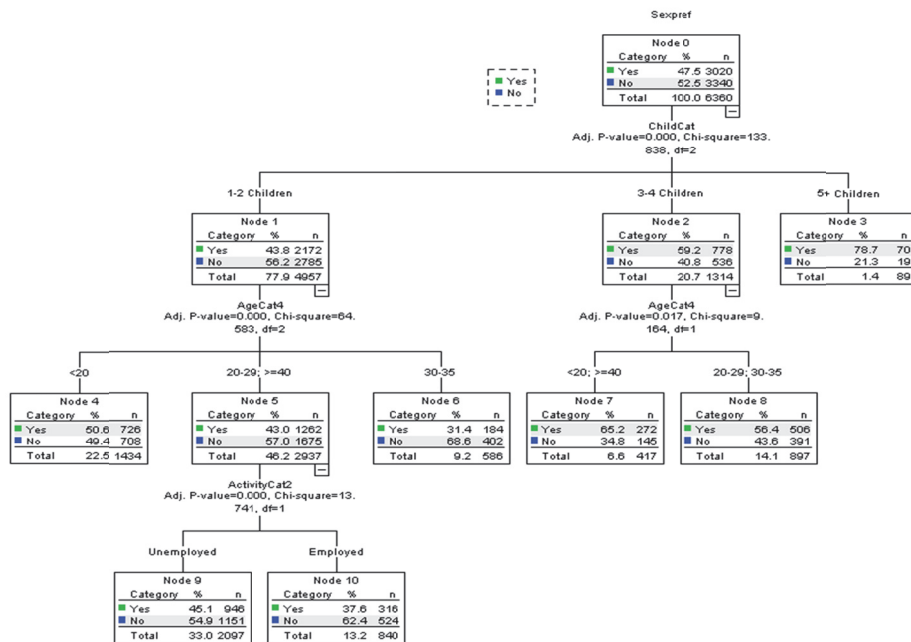 Sexpref
Node 0
Category % n
Yes 47.5 3020
No 52.5 3340
Total 100.0 6360
Yes
No
ChildCat
Adj. P-value=0.000, Chi-square=133.
838, df=2
1-2 Children
3-4 Children
5+ Children
Node 1
Category % n
Yes 43.8 2172
No 56.2 2785
Total 77.9 4957
Node 2
Category % n
Yes 59.2 778
No 40.8 536
Total 20.7 1314
Node 3
Category % n
Yes 78.7 70
No 21.3 19
Total 1.4 89
AgeCat4
Adj. P-value=0.000, Chi-square=64.
583, df=2
AgeCat4
Adj. P-value=0.017, Chi-square=9.
164, df=1
<20
20-29; >=40
30-35
<20; >=40
20-29; 30-35
Node 4
Category % n
Yes 50.6 726
No 49.4 708
Total 22.5 1434
Node 5
Category % n
Yes 43.0 1262
No 57.0 1675
Total 46.2 2937
Node 6
Category % n
Yes 31.4 184
No 68.6 402
Total 9.2 586
Node 7
Category % n
Yes 65.2 272
No 34.8 145
Total 6.6 417
Node 8
Category % n
Yes 56.4 506
No 43.6 391
Total 14.1 897
ActivityCat2
Adj. P-value=0.000, Chi-square=13.
741, df=1
Unemployed
Employed
Node 9
Category % n
Yes 45.1 946
No 54.9 1151
Total 33.0 2097
Node 10
Category % n
Yes 37.6 316
No 62.4 524
Total 13.2 840